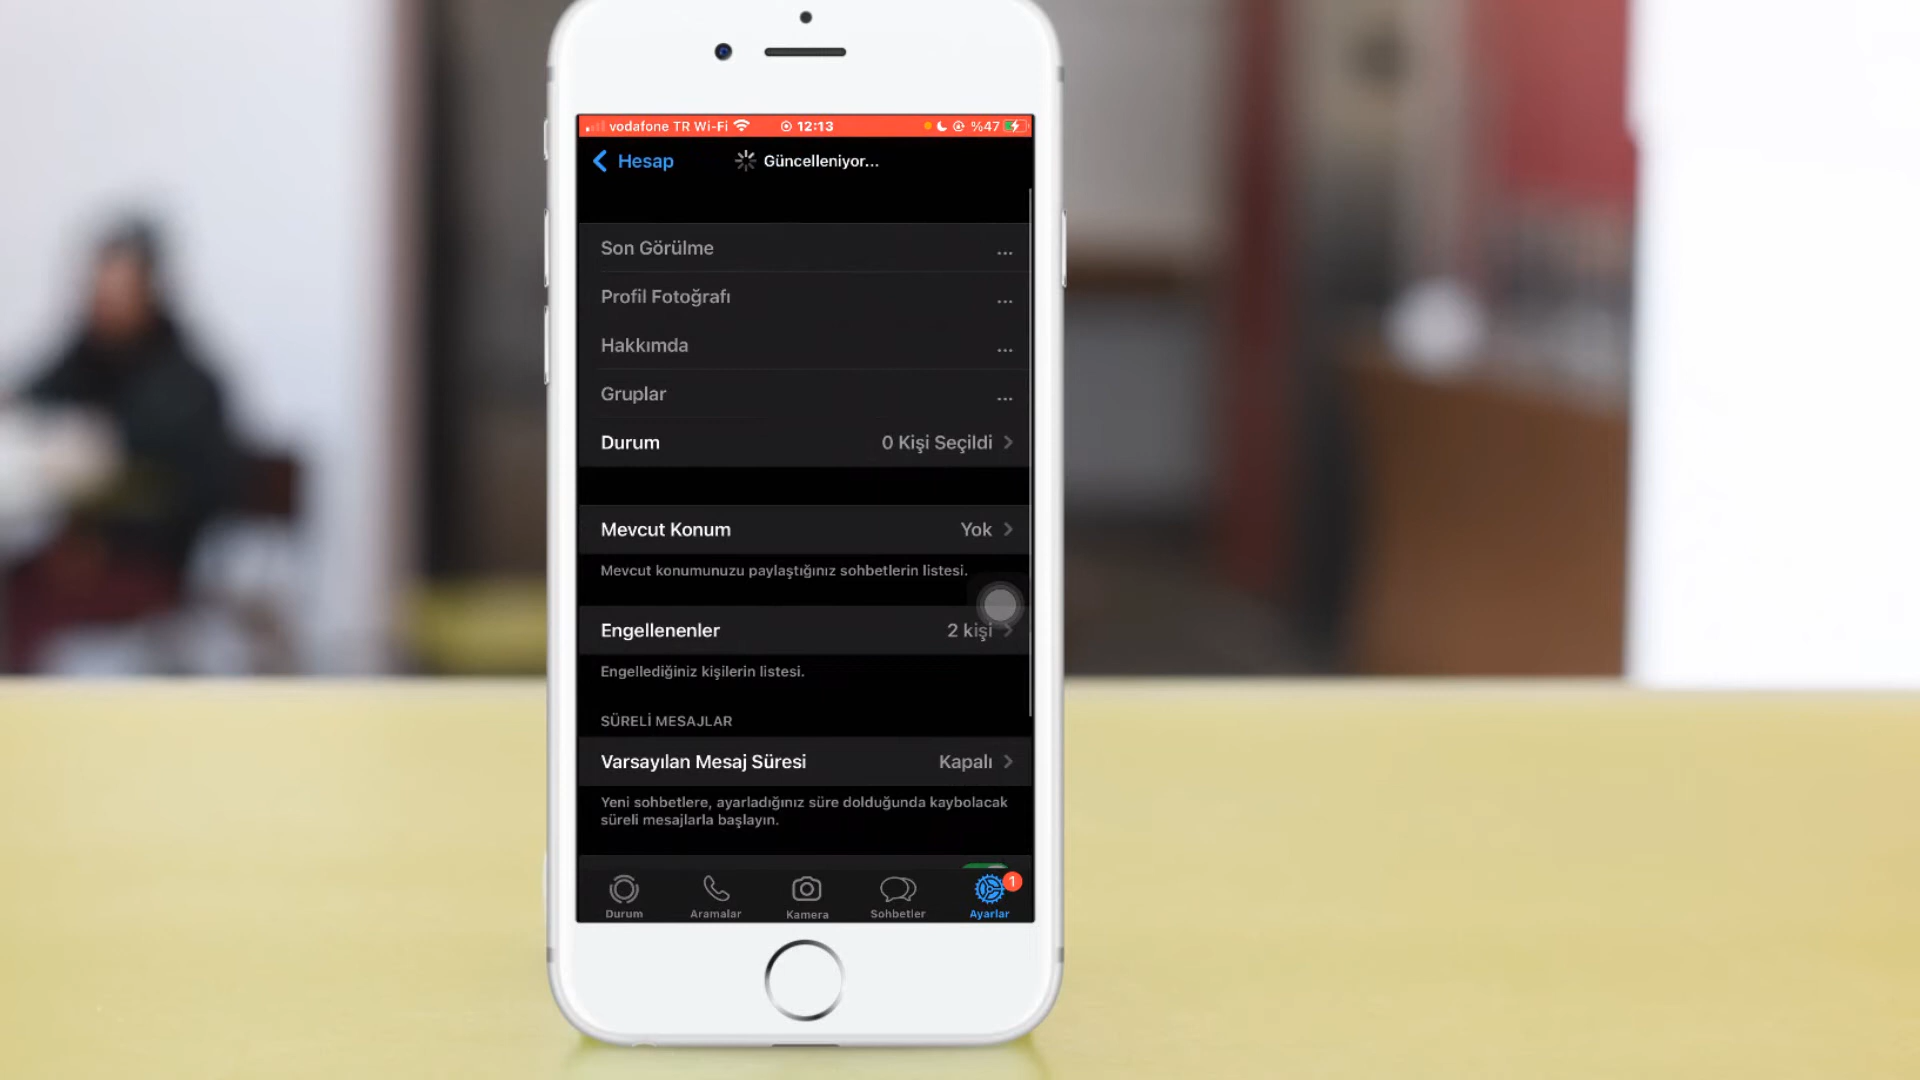 vodafone TR Wi-Fi 12:13 %47
Hesap Güncelleniyor...
Son Görülme ...
Profil Fotoğrafı ...
Hakkımda ...
Gruplar ...
Durum 0 Kişi Seçildi
Mevcut Konum Yok
Mevcut konumunuzu paylaştığınız sohbetlerin listesi.
Engellenenler 2 kişi
Engellediğiniz kişilerin listesi.
SÜRELİ MESAJLAR
Varsayılan Mesaj Süresi Kapalı
Yeni sohbetlere, ayarladığınız süre dolduğunda kaybolacak
süreli mesajlarla başlayın.
1
Durum Aramalar Kamera Sohbetler Ayarlar